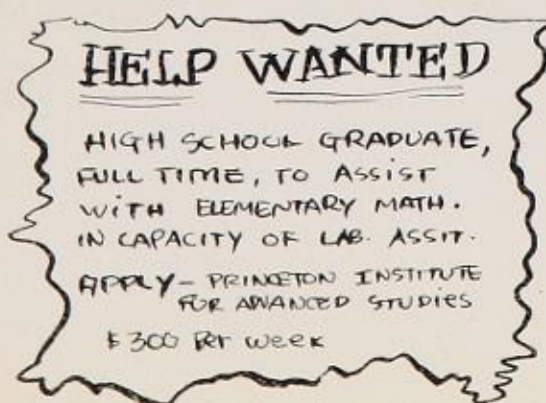 HELP WANTED
HIGH SCHOOL GRADUATE,
FULL TIME, TO ASSIST
WITH ELEMENTARY MATH.
IN CAPACITY OF LAB. ASSIT.
APPLY - PRINCETON INSTITUTE
FOR ADVANCED STUDIES
$300 Per week